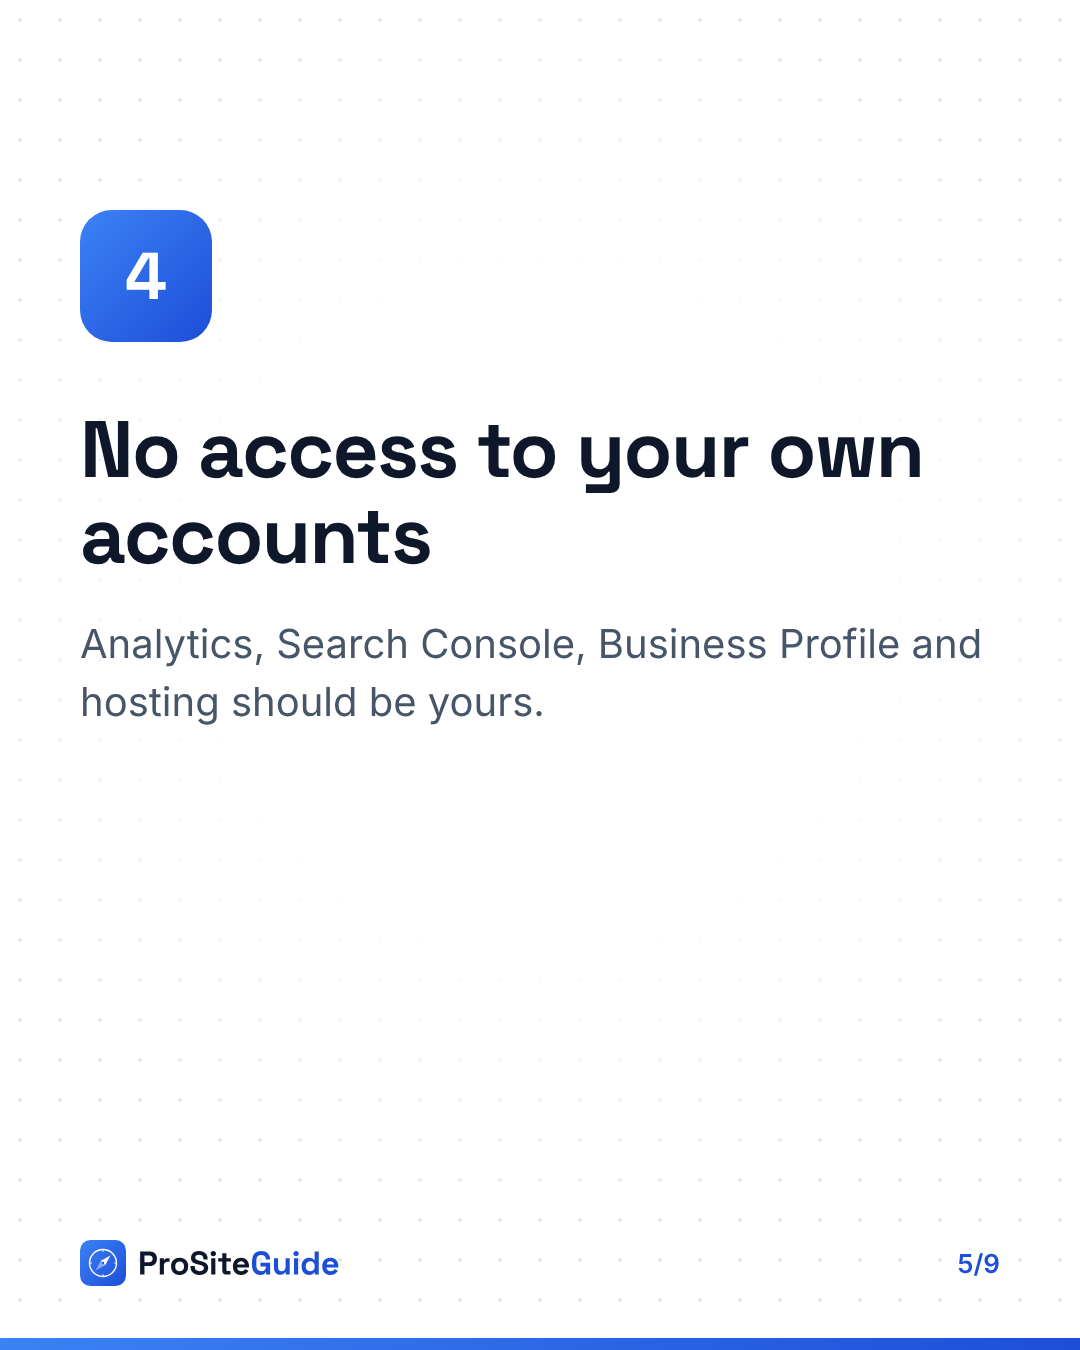 4
No access to your own
accounts
Analytics, Search Console, Business Profile and
hosting should be yours.
ProSiteGuide
5/9